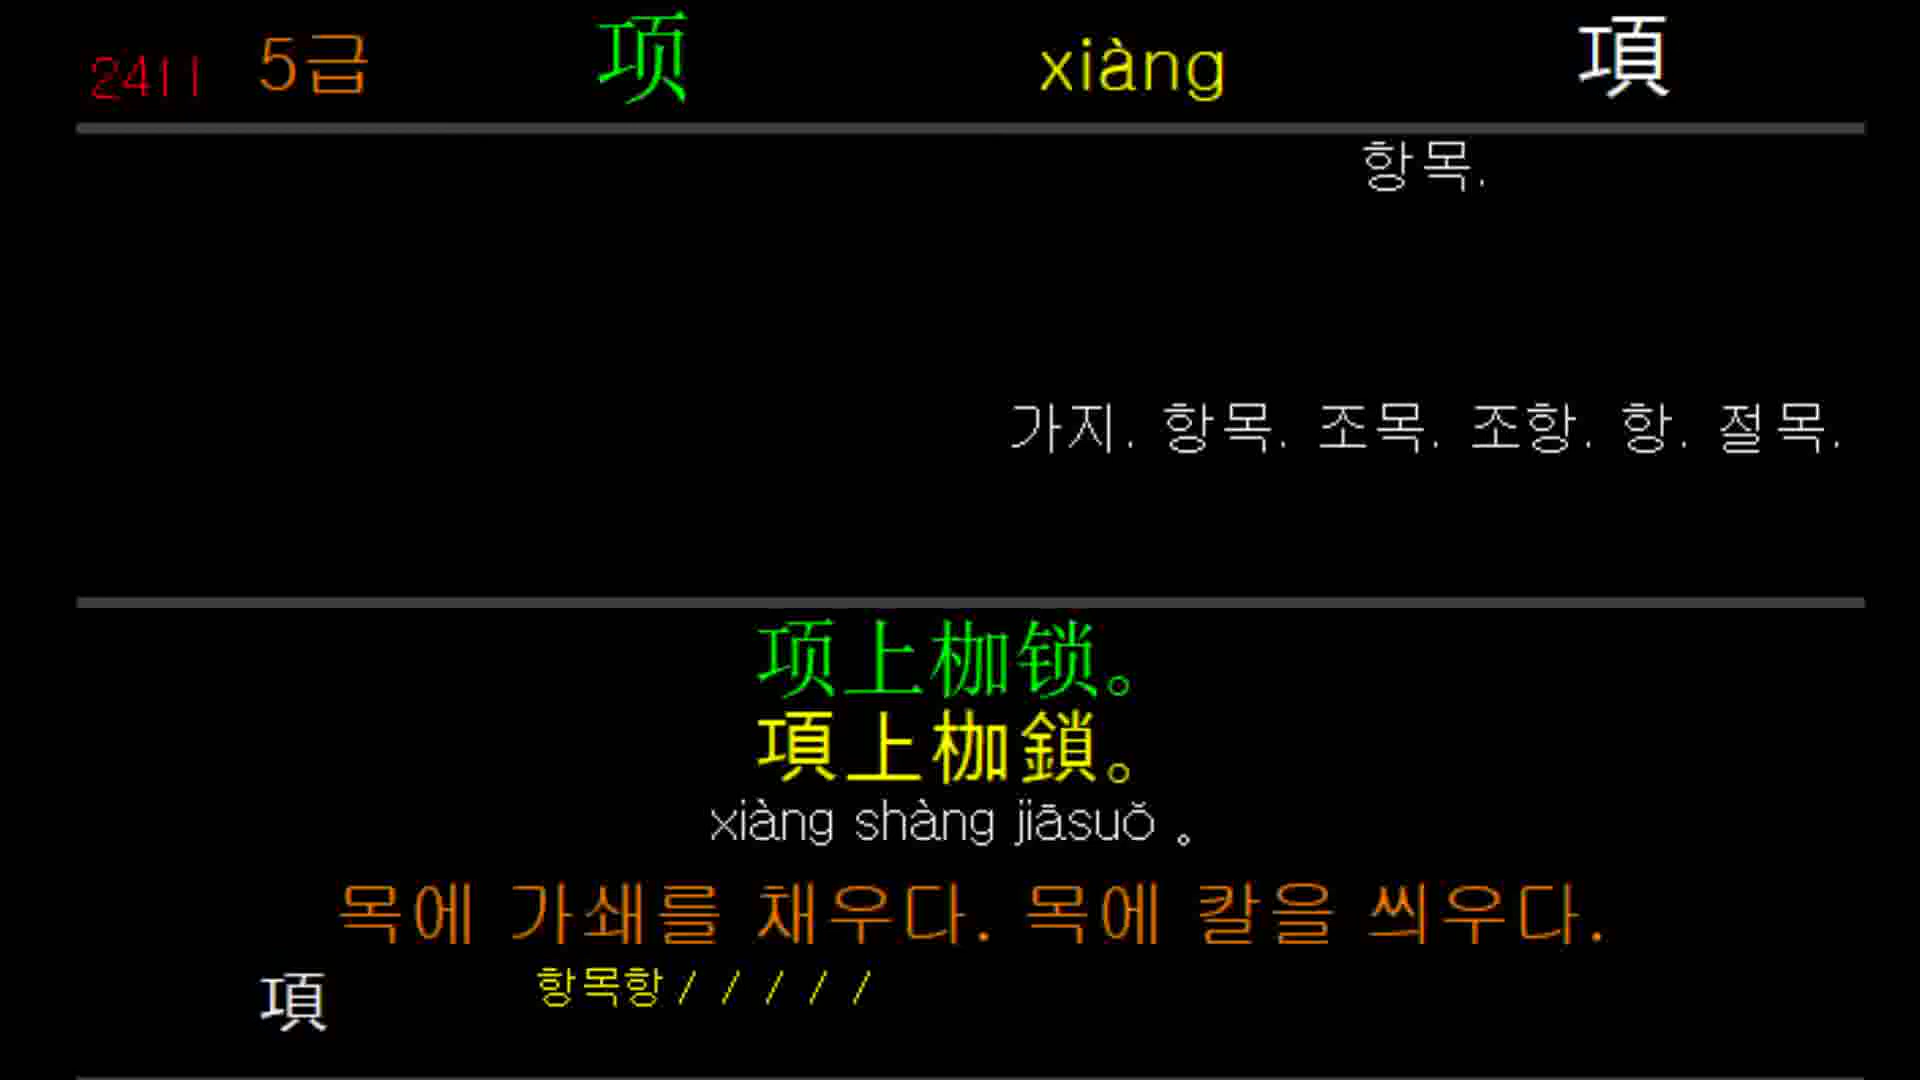 2411 5급 项 xiàng 項
항목.
가지. 항목. 조목. 조항. 항. 절목.
项上枷锁。
項上枷鎖。
xiàng shàng jiāsuǒ 。
목에 가쇄를 채우다. 목에 칼을 씌우다.
項 항목항 / / / / /